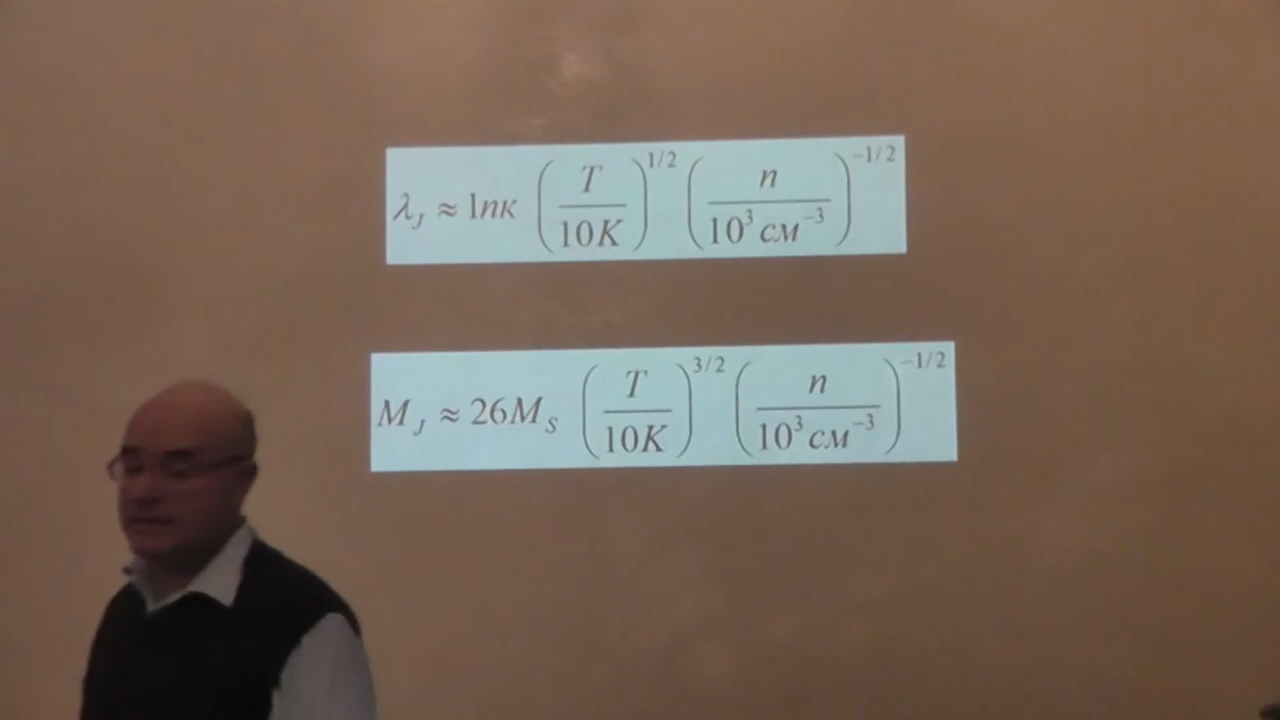 λ_J ≈ 1пк (T/10K)^{1/2} (n/10^3 см^{-3})^{-1/2}
M_J ≈ 26M_S (T/10K)^{3/2} (n/10^3 см^{-3})^{-1/2}